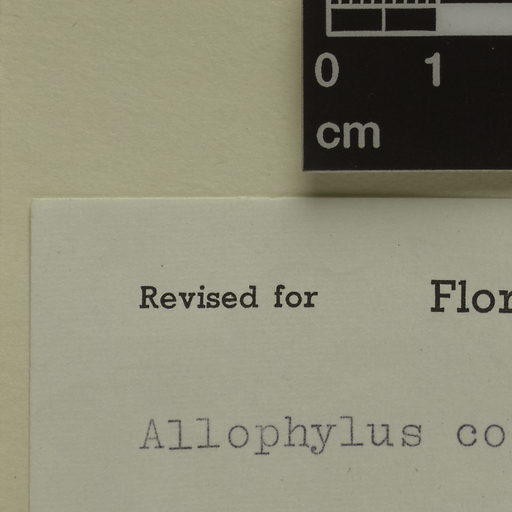 0 1
cm
Revised for Flor
Allophylus co